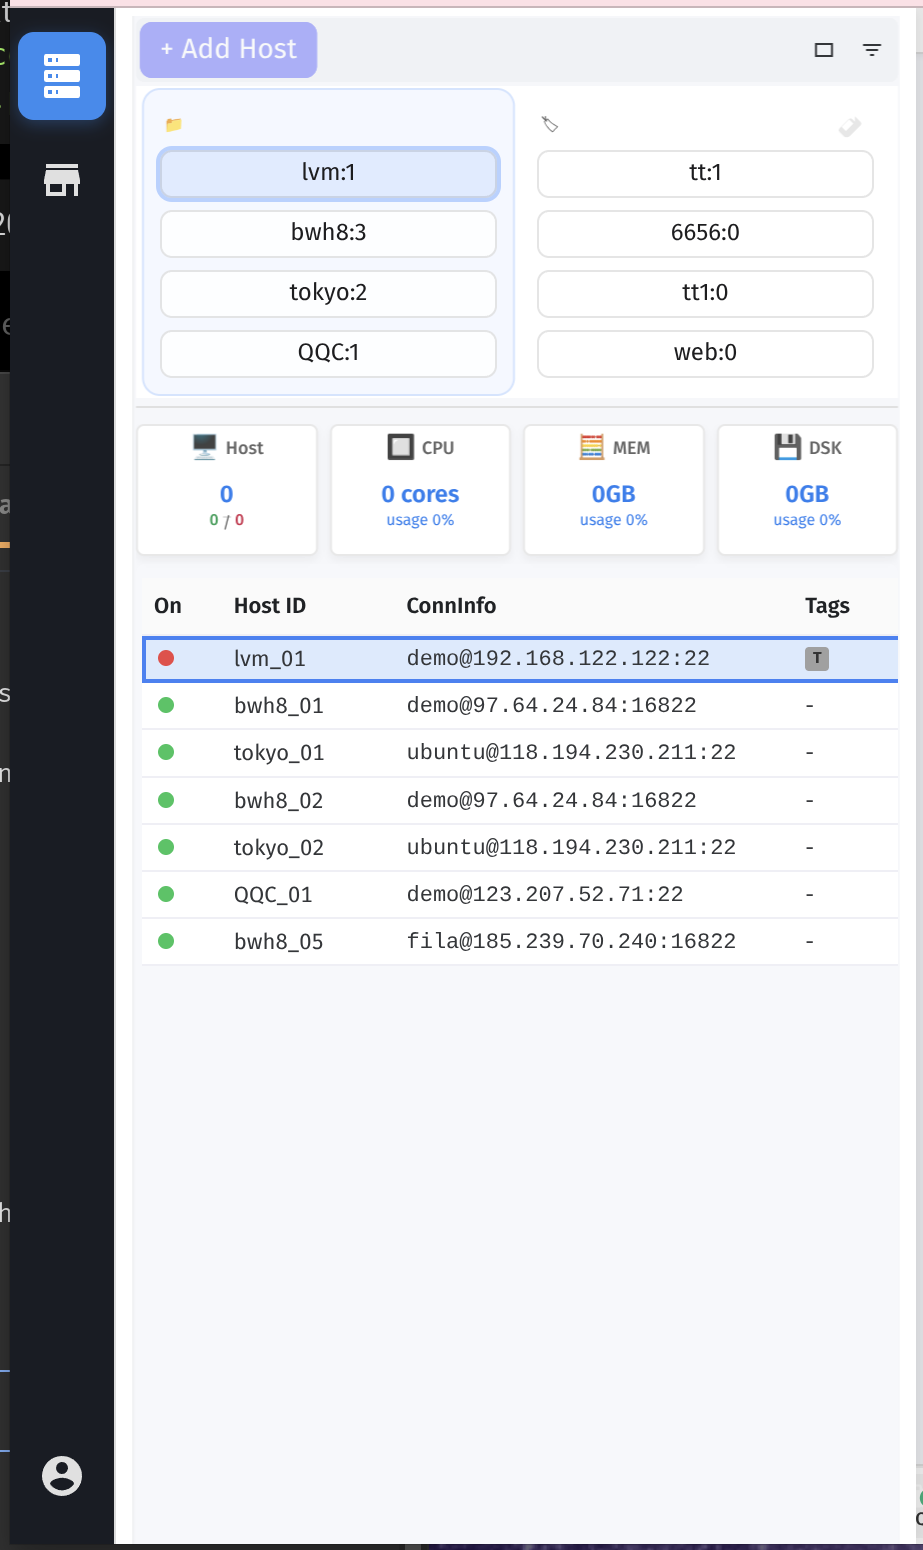 + Add Host
lvm:1
bwh8:3
tokyo:2
QQC:1
tt:1
6656:0
tt1:0
web:0
Host
0
0 / 0
CPU
0 cores
usage 0%
MEM
0GB
usage 0%
DSK
0GB
usage 0%
On Host ID ConnInfo Tags
lvm_01 demo@192.168.122.122:22 T
bwh8_01 demo@97.64.24.84:16822 -
tokyo_01 ubuntu@118.194.230.211:22 -
bwh8_02 demo@97.64.24.84:16822 -
tokyo_02 ubuntu@118.194.230.211:22 -
QQC_01 demo@123.207.52.71:22 -
bwh8_05 fila@185.239.70.240:16822 -